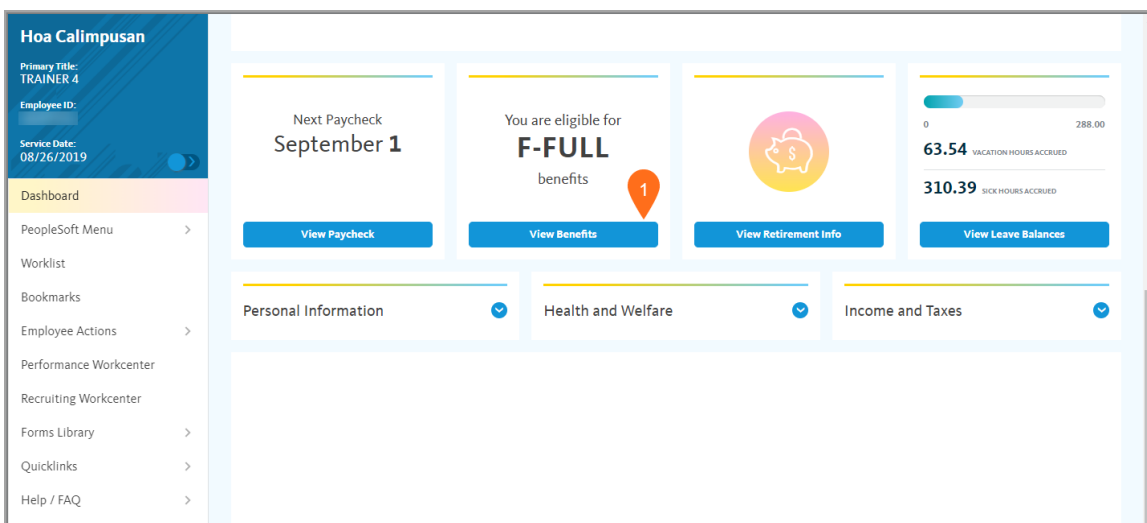 Hoa Calimpusan
Primary Title:
TRAINER 4
Employee ID:
Service Date:
08/26/2019
Dashboard
PeopleSoft Menu
Worklist
Bookmarks
Employee Actions
Performance Workcenter
Recruiting Workcenter
Forms Library
Quicklinks
Help / FAQ
Next Paycheck
September 1
View Paycheck
You are eligible for
F-FULL
benefits
1
View Benefits
$
View Retirement Info
0 288.00
63.54 VACATION HOURS ACCRUED
310.39 SICK HOURS ACCRUED
View Leave Balances
Personal Information
Health and Welfare
Income and Taxes